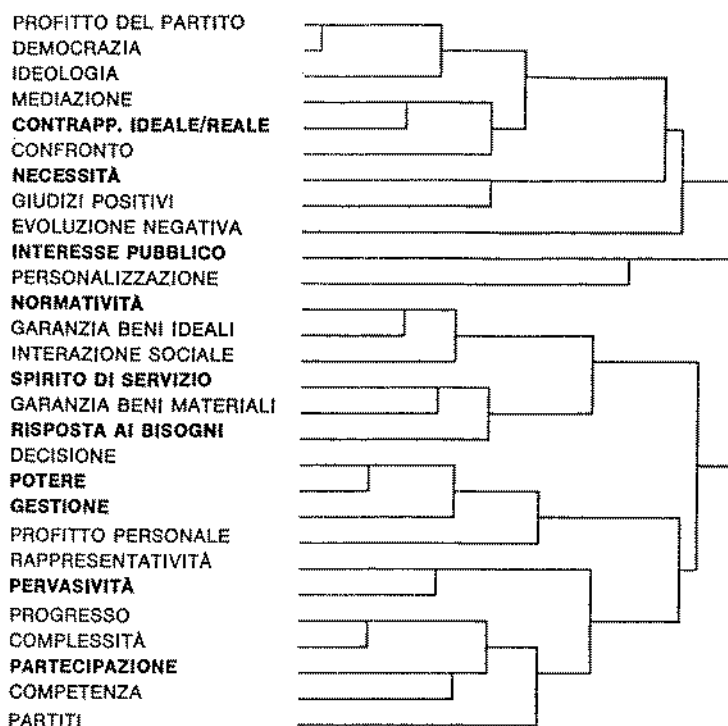 PROFITTO DEL PARTITO
DEMOCRAZIA
IDEOLOGIA
MEDIAZIONE
CONTRAPP. IDEALE/REALE
CONFRONTO
NECESSITÀ
GIUDIZI POSITIVI
EVOLUZIONE NEGATIVA
INTERESSE PUBBLICO
PERSONALIZZAZIONE
NORMATIVITÀ
GARANZIA BENI IDEALI
INTERAZIONE SOCIALE
SPIRITO DI SERVIZIO
GARANZIA BENI MATERIALI
RISPOSTA AI BISOGNI
DECISIONE
POTERE
GESTIONE
PROFITTO PERSONALE
RAPPRESENTATIVITÀ
PERVASIVITÀ
PROGRESSO
COMPLESSITÀ
PARTECIPAZIONE
COMPETENZA
PARTITI